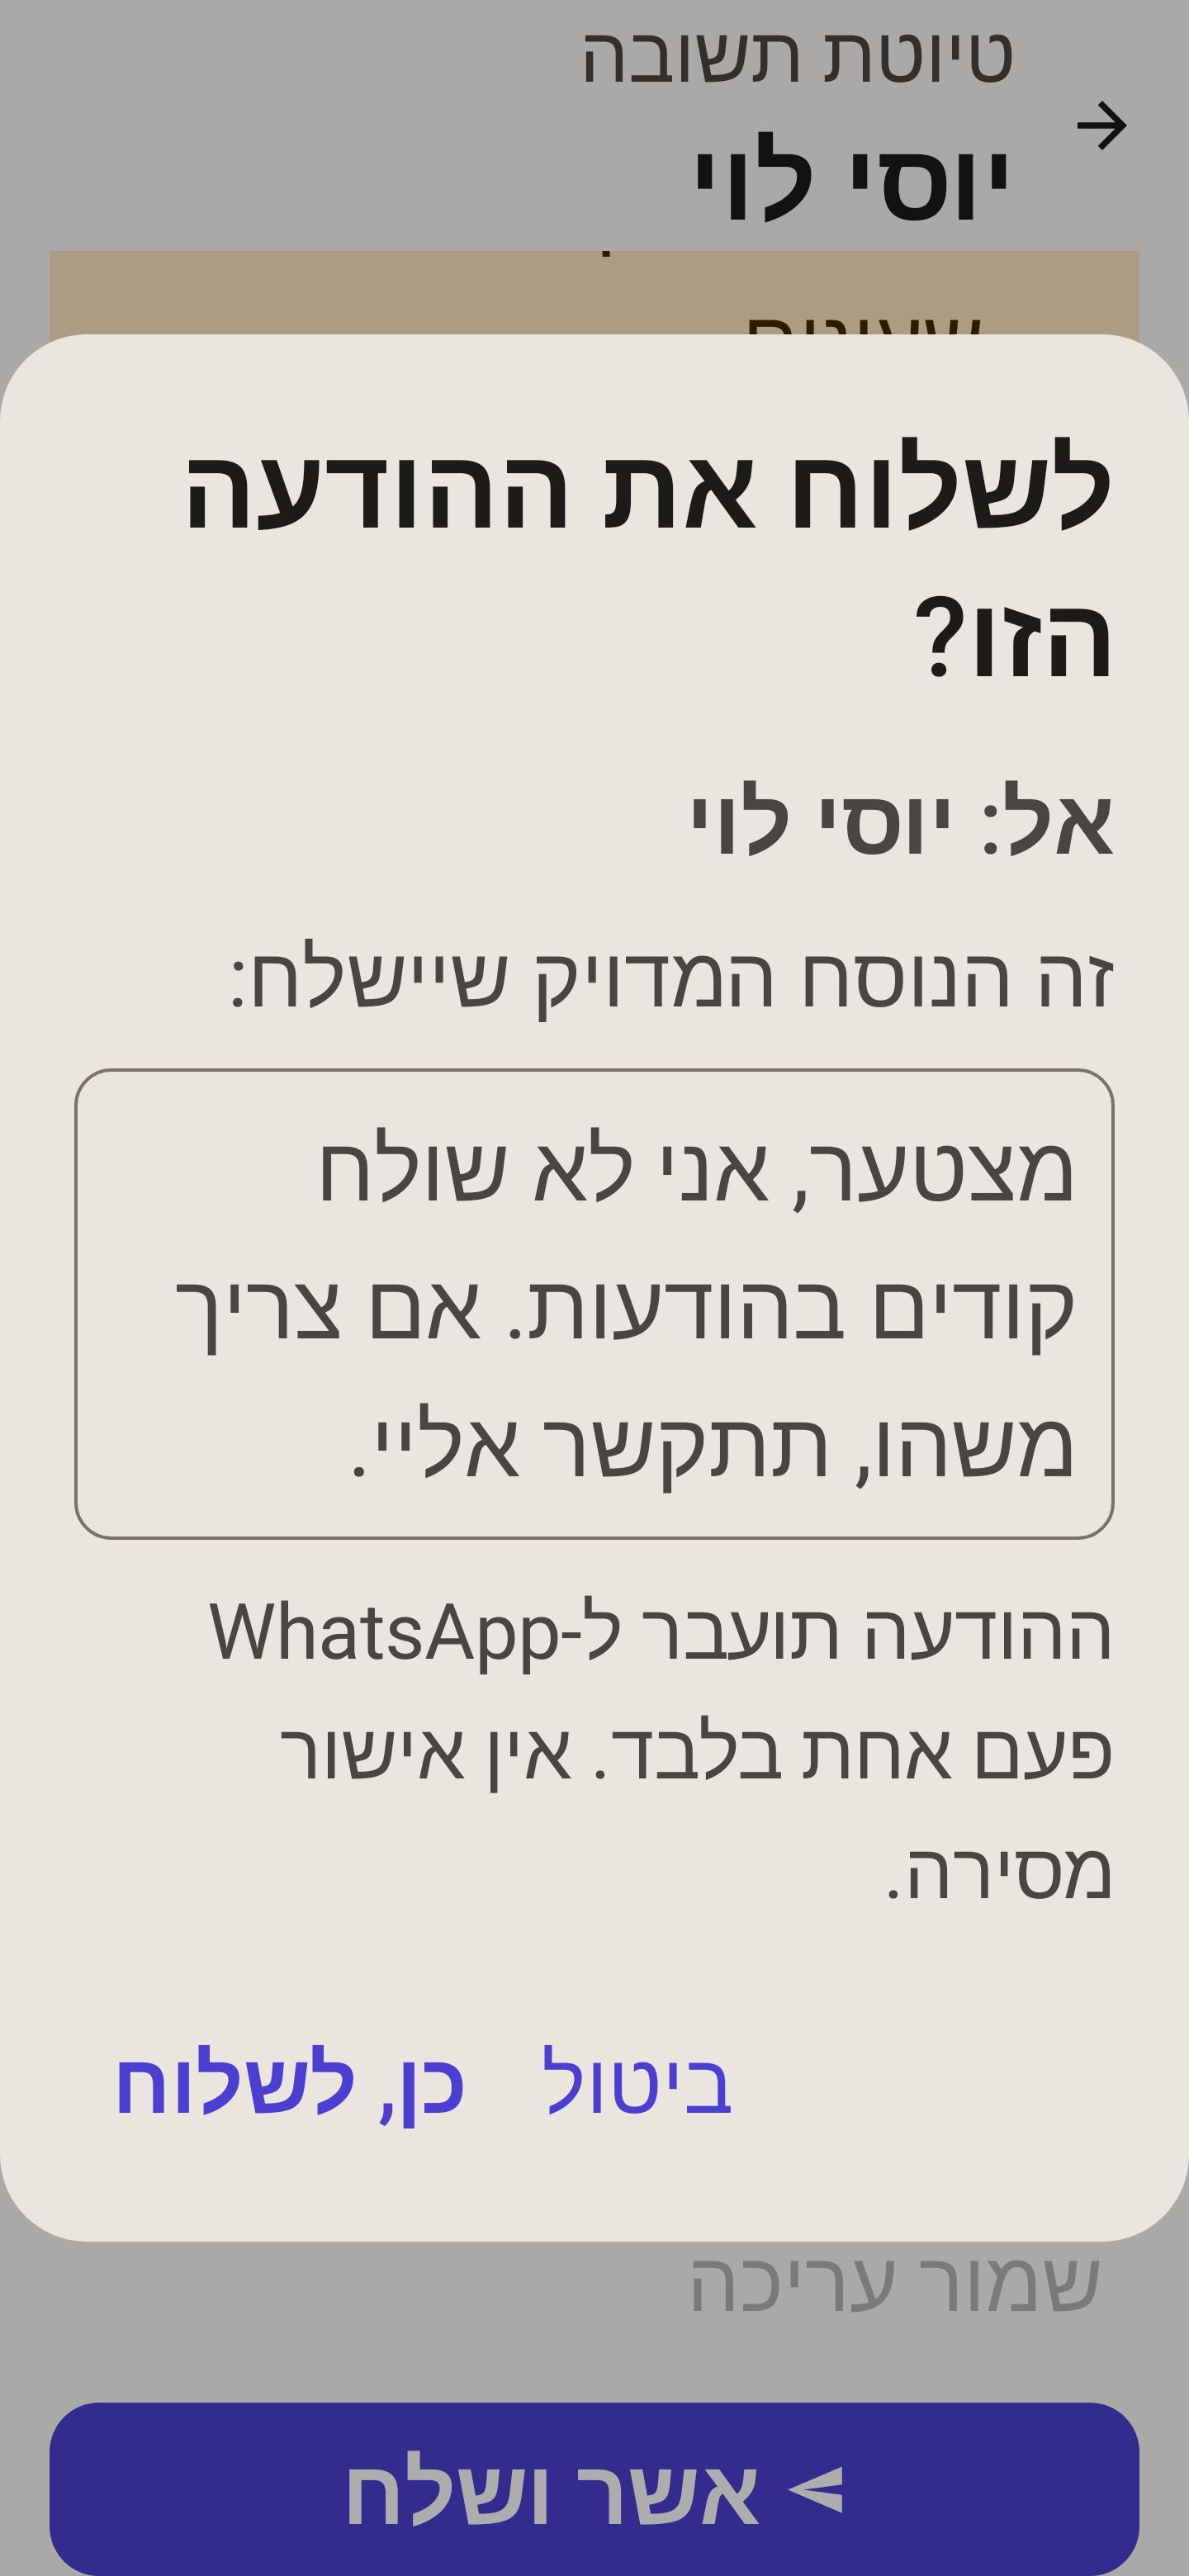 טיוטת תשובה
יוסי לוי
לשלוח את ההודעה
הזו?
אל: יוסי לוי
זה הנוסח המדויק שיישלח:
מצטער, אני לא שולח
קודים בהודעות. אם צריך
משהו, תתקשר אליי.
ההודעה תועבר ל-WhatsApp
פעם אחת בלבד. אין אישור
מסירה.
ביטול
כן, לשלוח
שמור עריכה
אשר ושלח